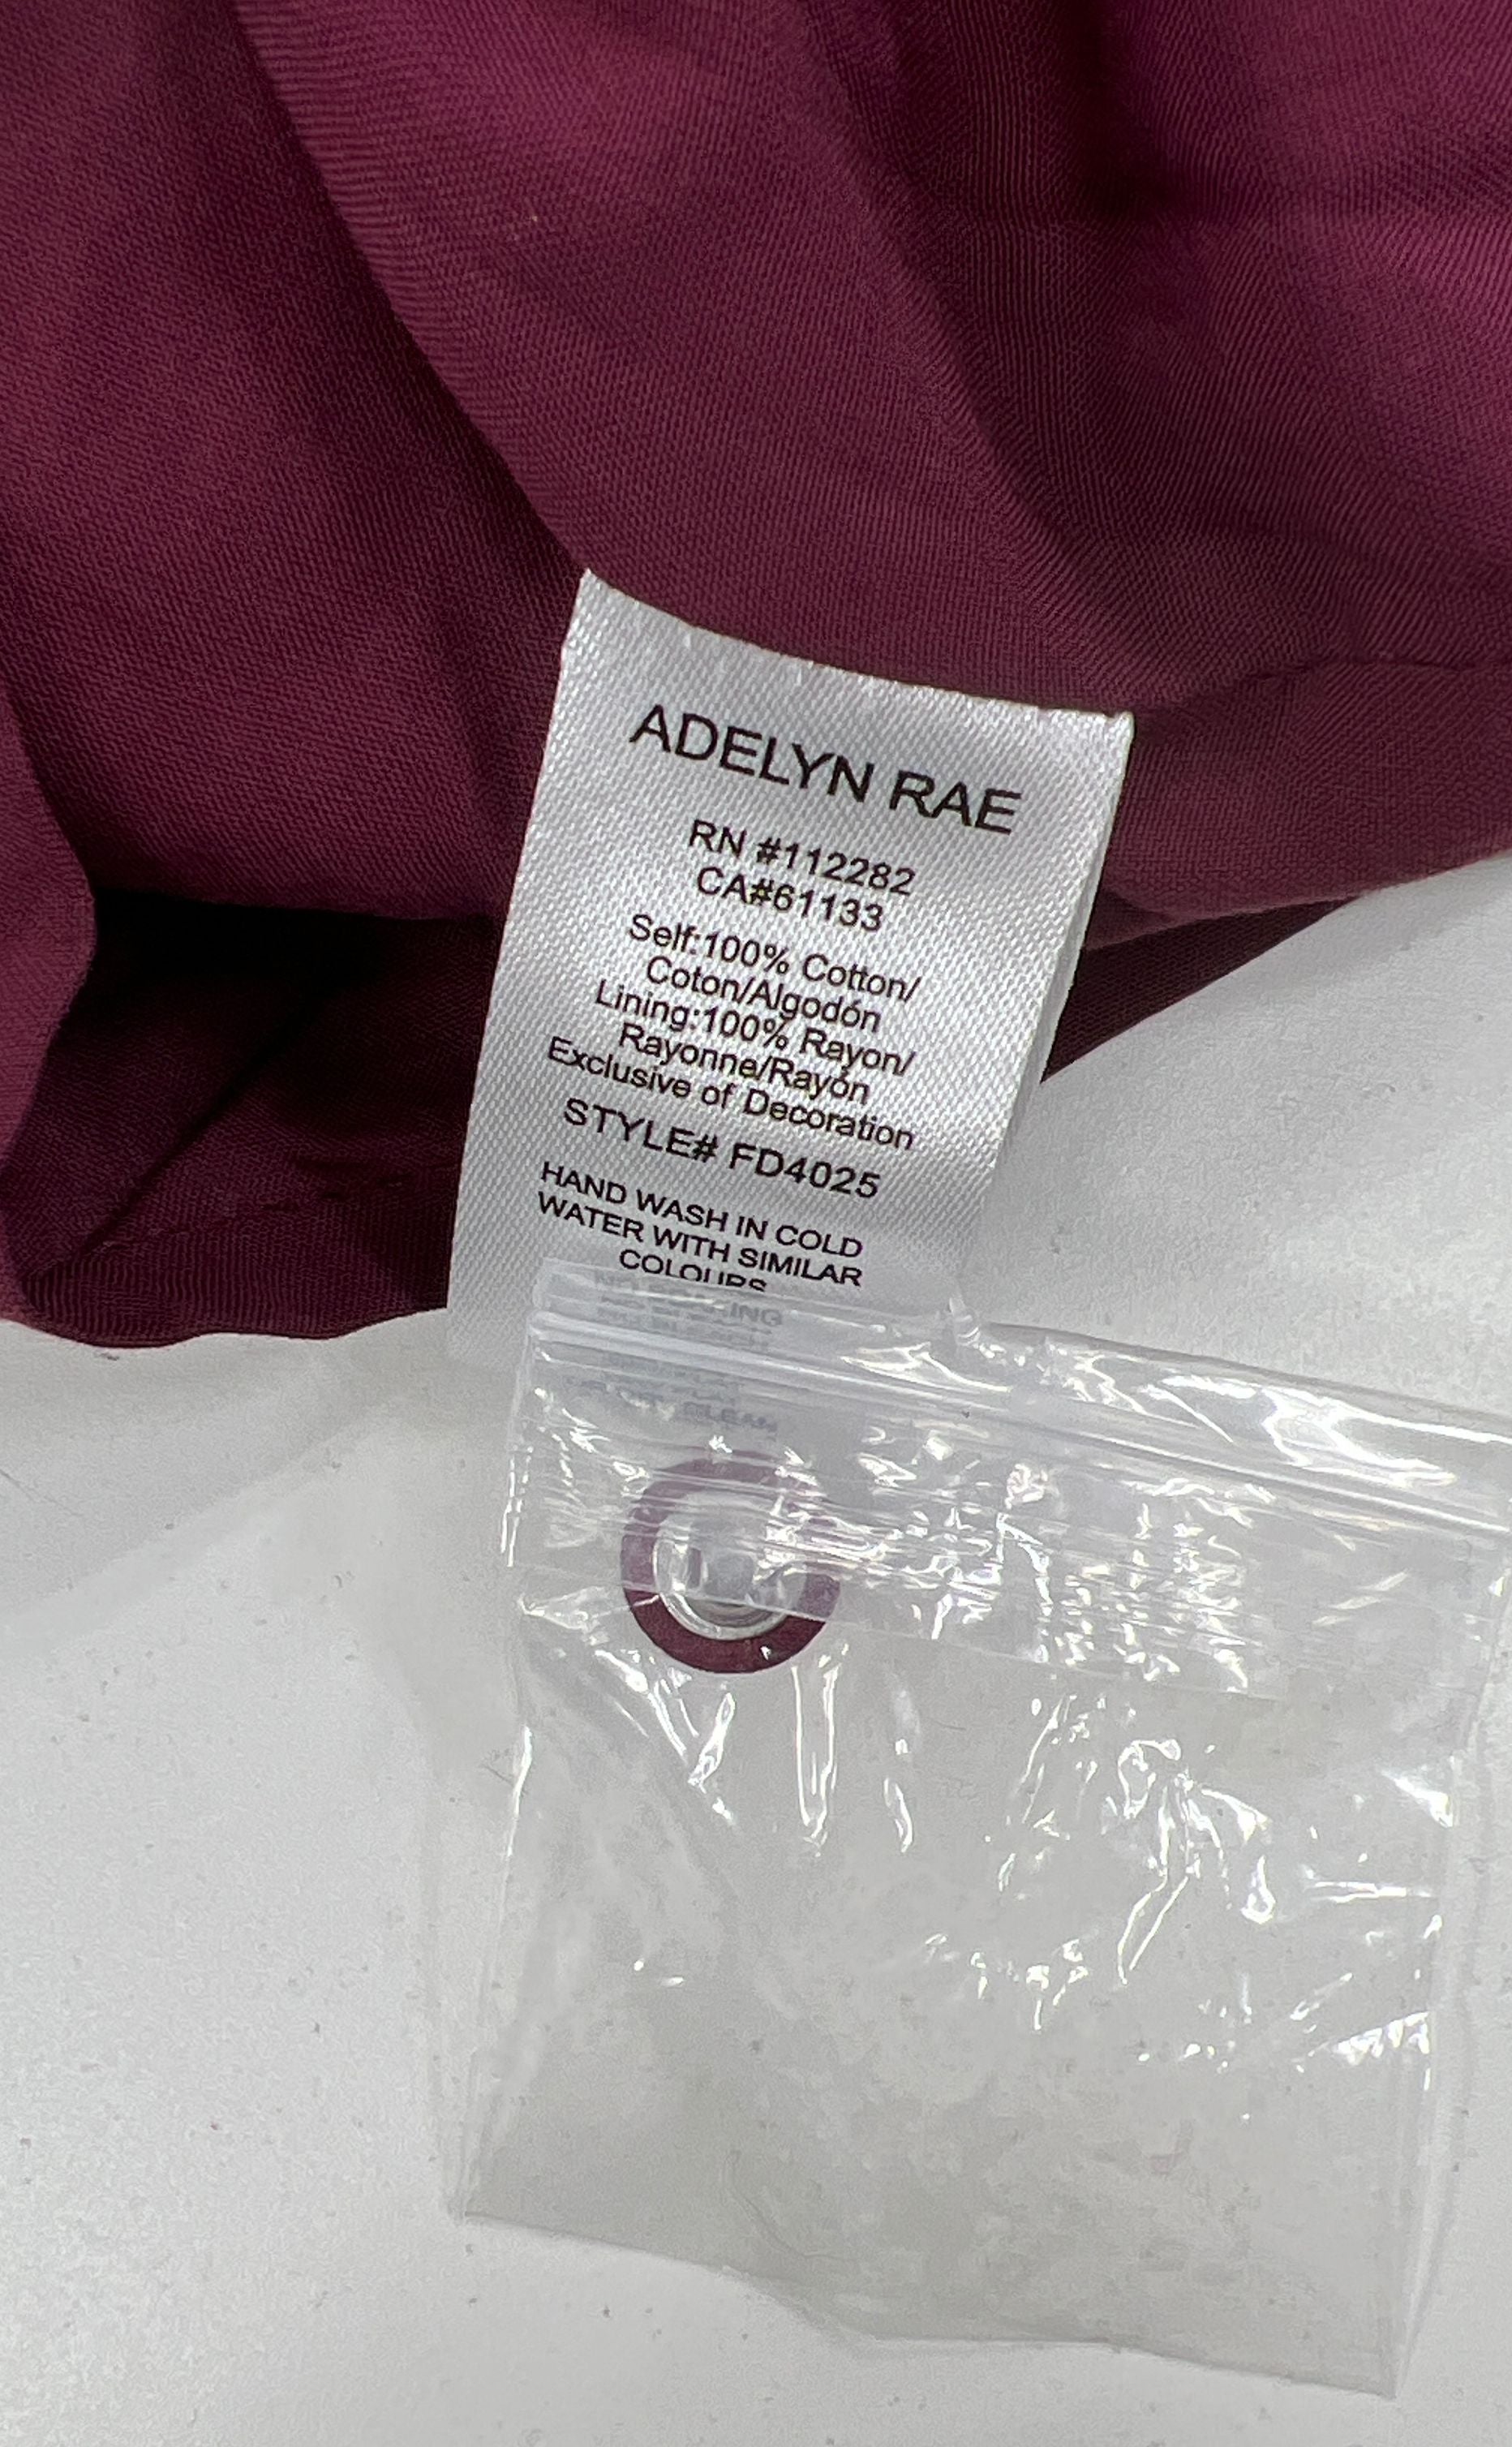 ADELYN RAE
RN #112282
CA#61133
Self:100% Cotton/
Coton/Algodón
Lining:100% Rayon/
Rayonne/Rayón
Exclusive of Decoration
STYLE# FD4025
HAND WASH IN COLD
WATER WITH SIMILAR
COLOURS